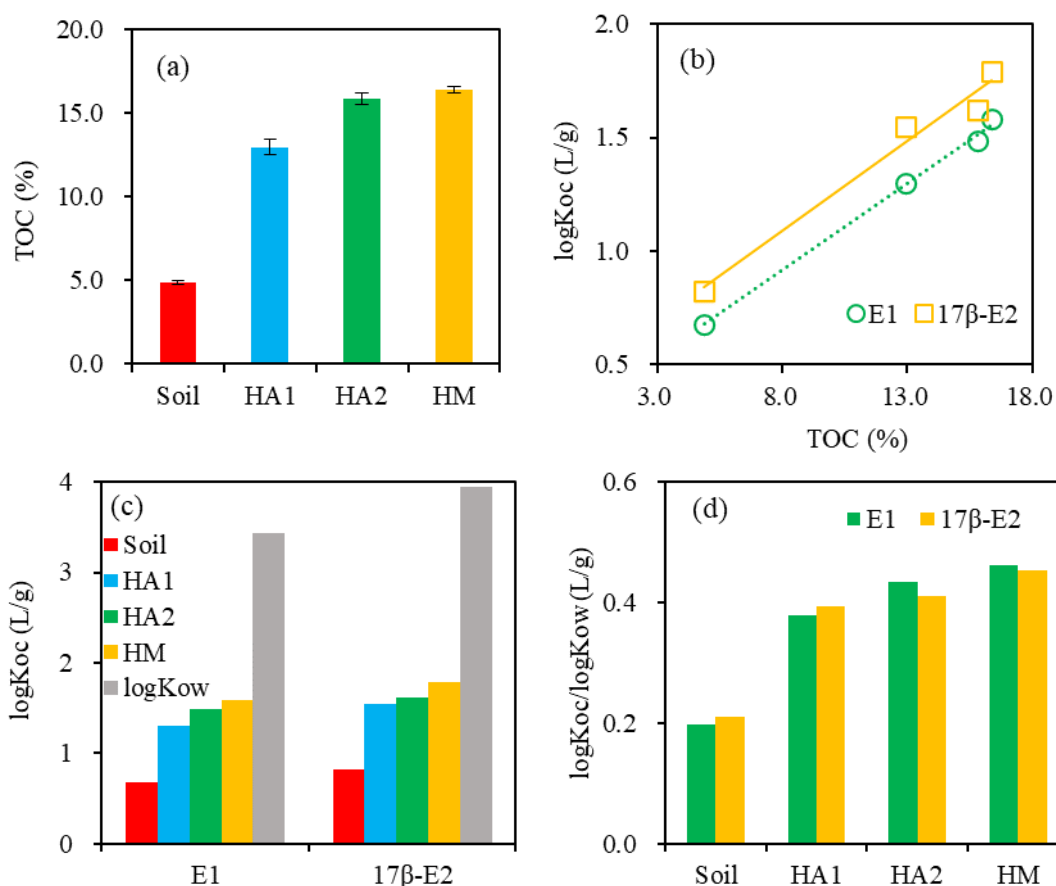 (a)
TOC (%)
20.0
15.0
10.0
5.0
0.0
Soil HA1 HA2 HM
(b)
logKoc (L/g)
2.0
1.5
1.0
0.5
E1 17β-E2
3.0 8.0 13.0 18.0
TOC (%)
(c)
logKoc (L/g)
4
3
2
1
0
Soil
HA1
HA2
HM
logKow
E1 17β-E2
(d)
logKoc/logKow (L/g)
0.6
0.4
0.2
0.0
E1 17β-E2
Soil HA1 HA2 HM